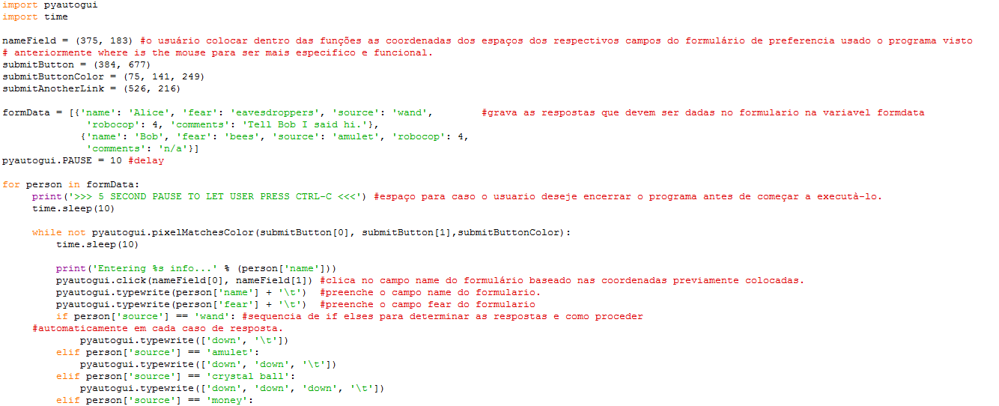 import pyautogui
import time
nameField = (375, 183) #o usuário colocar dentro das funções as coordenadas dos espaços dos respectivos campos do formulário de preferencia usado o programa visto
# anteriormente where is the mouse para ser mais especifico e funcional.
submitButton = (384, 677)
submitButtonColor = (75, 141, 249)
submitAnotherLink = (526, 216)
formData = [{'name': 'Alice', 'fear': 'eavesdroppers', 'source': 'wand', #grava as respostas que devem ser dadas no formulario na variavel formdata
'robocop': 4, 'comments': 'Tell Bob I said hi.'},
{'name': 'Bob', 'fear': 'bees', 'source': 'amulet', 'robocop': 4,
'comments': 'n/a'}]
pyautogui.PAUSE = 10 #delay
for person in formData:
print('>>> 5 SECOND PAUSE TO LET USER PRESS CTRL-C <<<') #espaço para caso o usuario deseje encerrar o programa antes de começar a executà-lo.
time.sleep(10)
while not pyautogui.pixelMatchesColor(submitButton[0], submitButton[1],submitButtonColor):
time.sleep(10)
print('Entering %s info...' % (person['name']))
pyautogui.click(nameField[0], nameField[1]) #clica no campo name do formulário baseado nas coordenadas previamente colocadas.
pyautogui.typewrite(person['name'] + '\t') #preenche o campo name do formulario.
pyautogui.typewrite(person['fear'] + '\t') #preenche o campo fear do formulario
if person['source'] == 'wand': #sequencia de if elses para determinar as respostas e como proceder
#automaticamente em cada caso de resposta.
pyautogui.typewrite(['down', '\t'])
elif person['source'] == 'amulet':
pyautogui.typewrite(['down', 'down', '\t'])
elif person['source'] == 'crystal ball':
pyautogui.typewrite(['down', 'down', 'down', '\t'])
elif person['source'] == 'money':